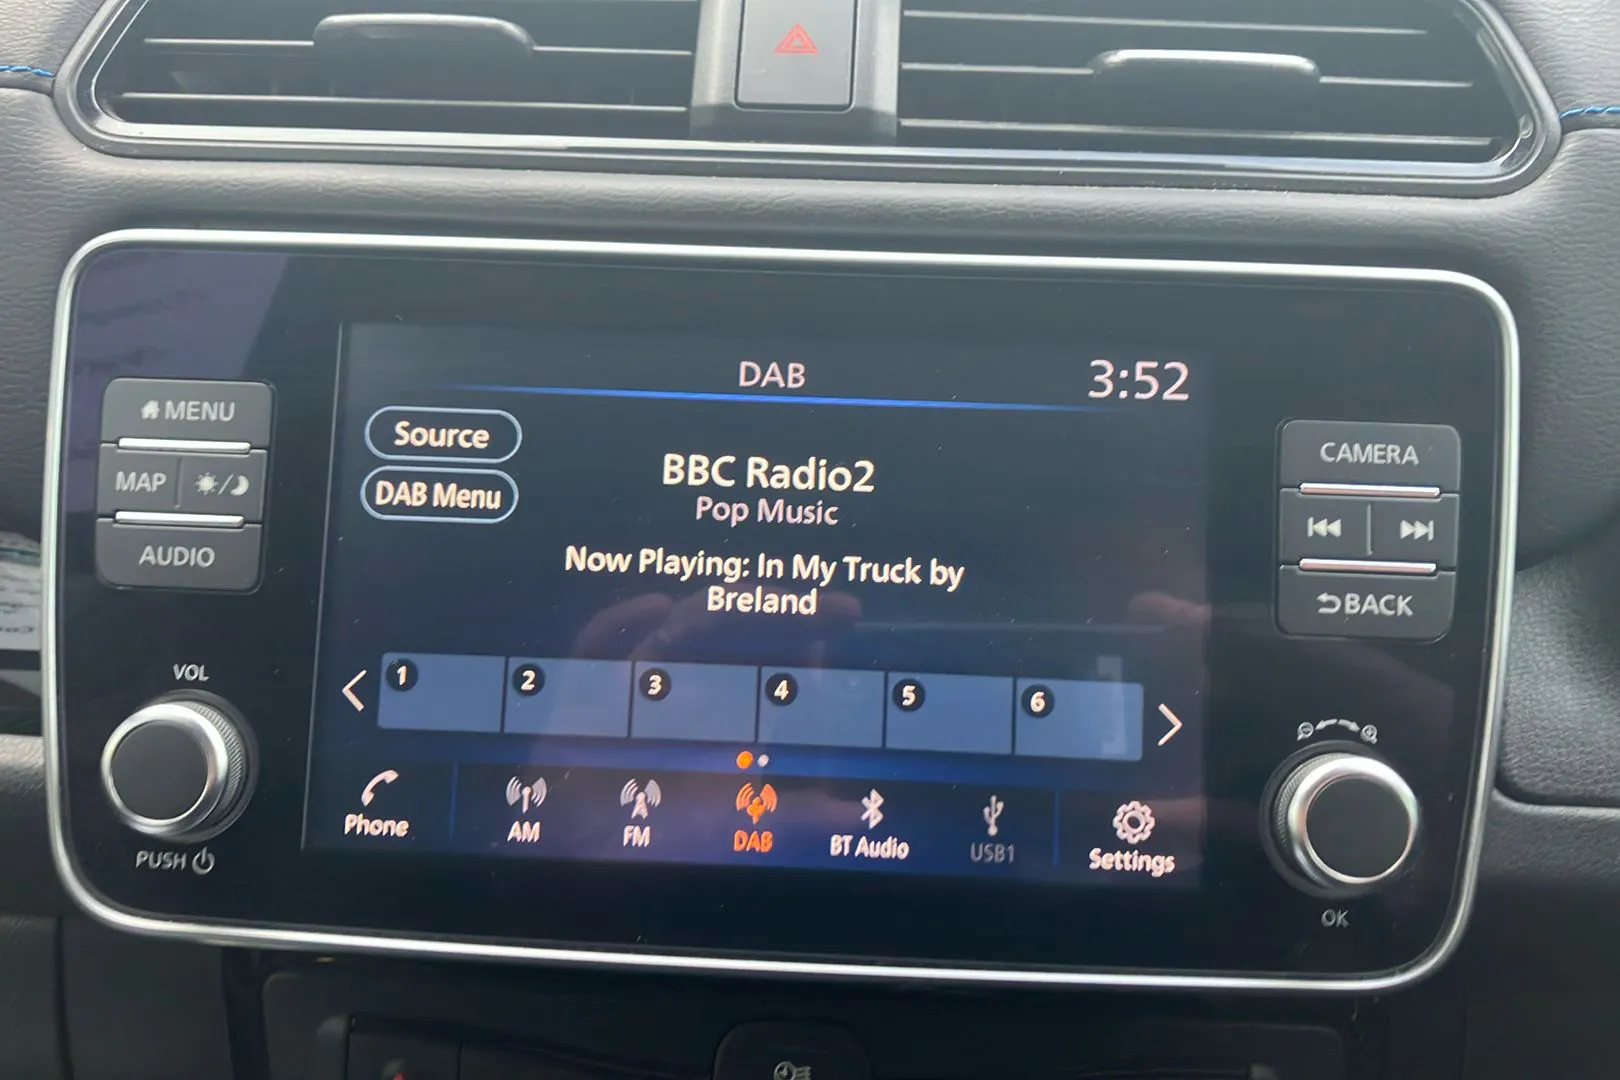 DAB
3:52
MENU
Source
CAMERA
MAP
BBC Radio2
DAB Menu
Pop Music
AUDIO
Now Playing: In My Truck by
Breland
BACK
VOL
1 2 3 4 5 6
Phone
AM
FM
DAB
BT Audio
USB1
Settings
PUSH
OK